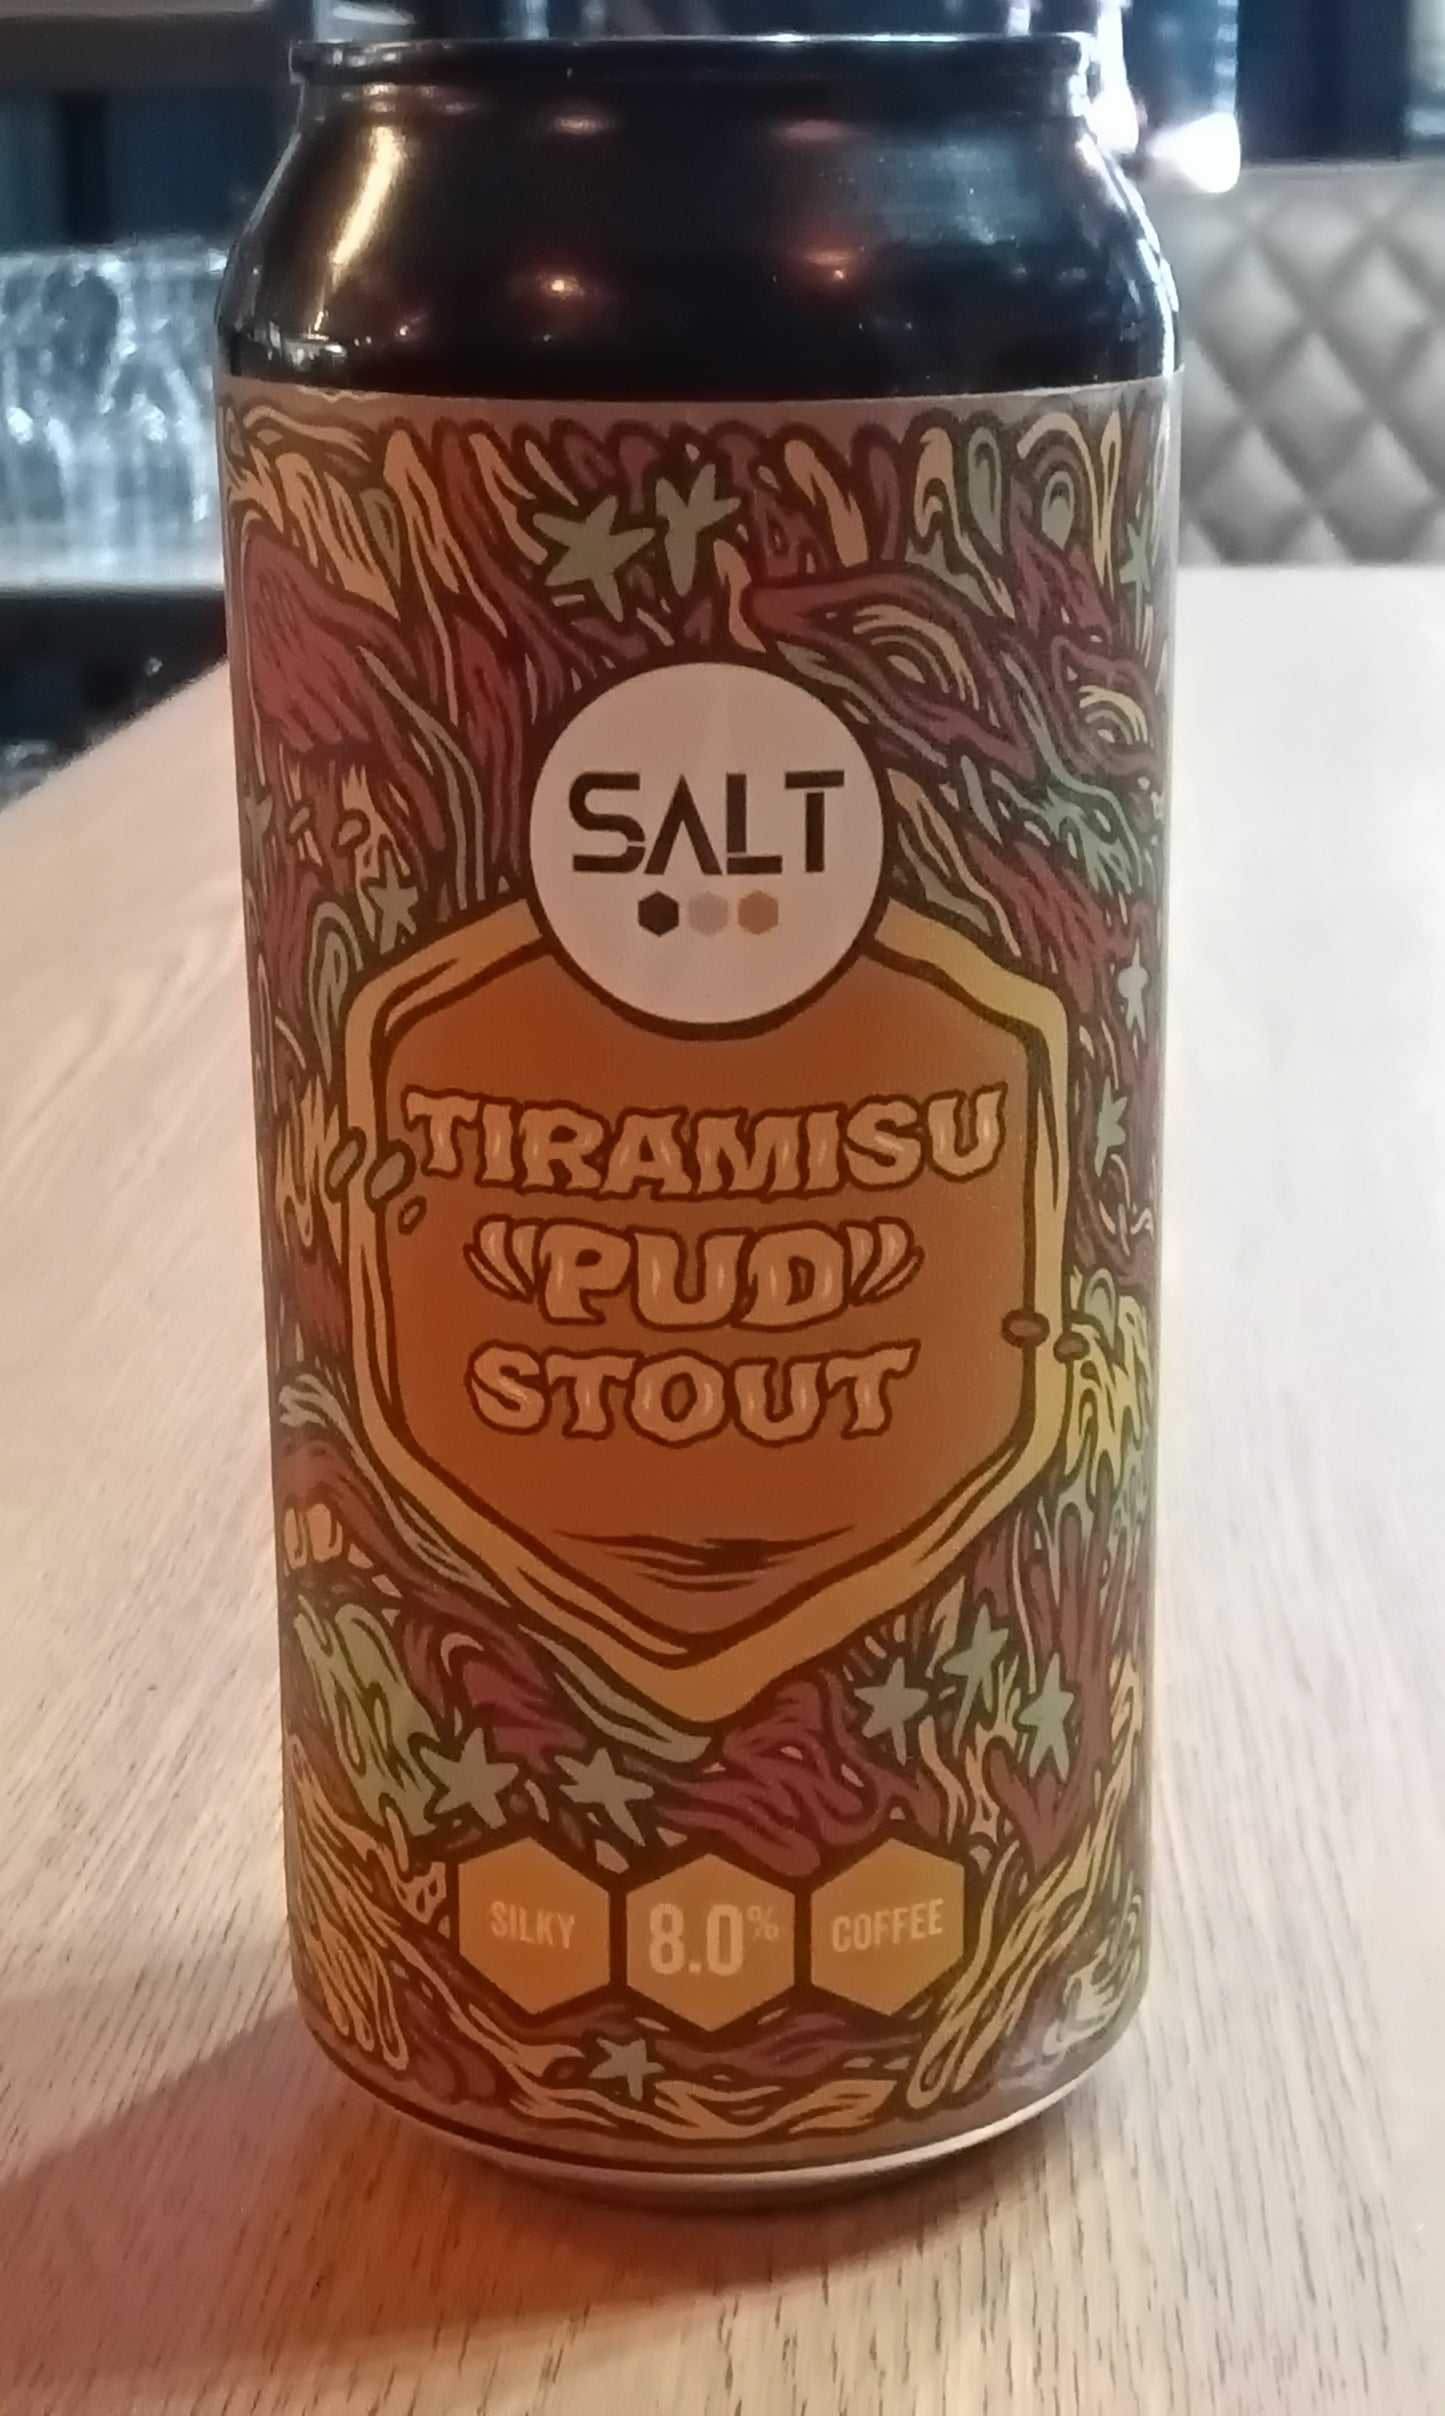 SALT
TIRAMISU
"PUD"
STOUT
SILKY 8.0% COFFEE